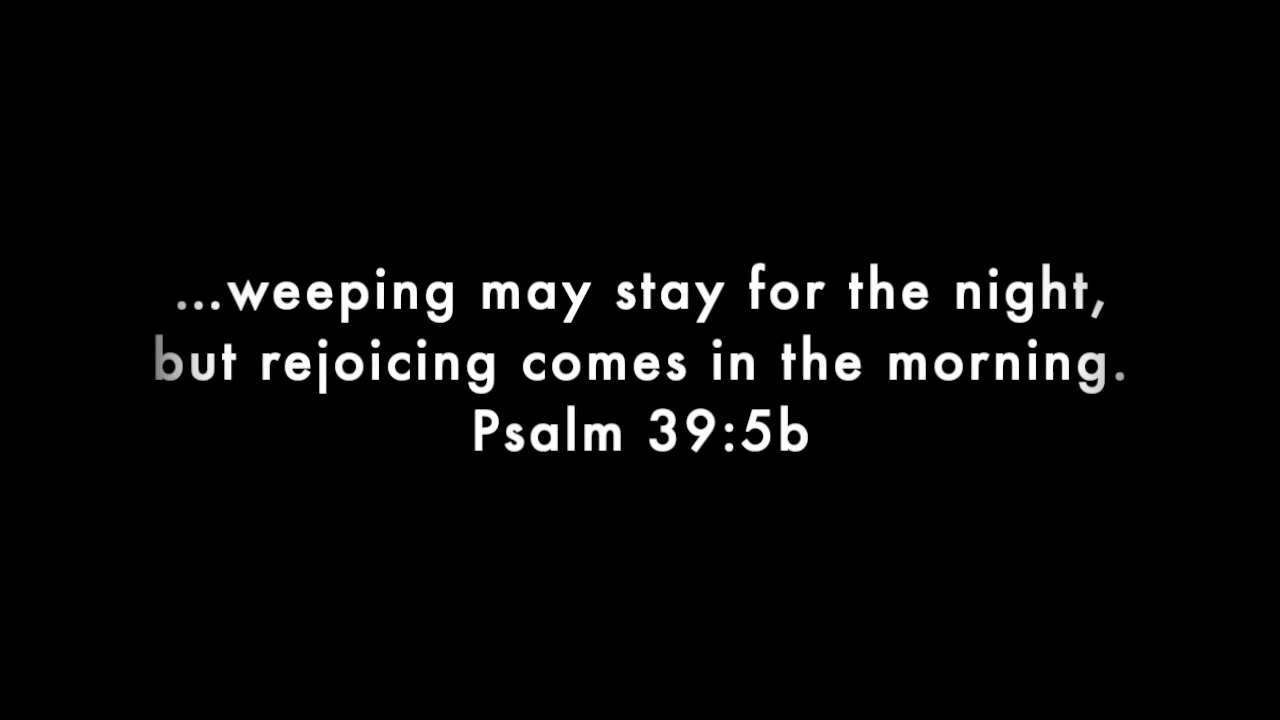 ...weeping may stay for the night,
but rejoicing comes in the morning.
Psalm 39:5b